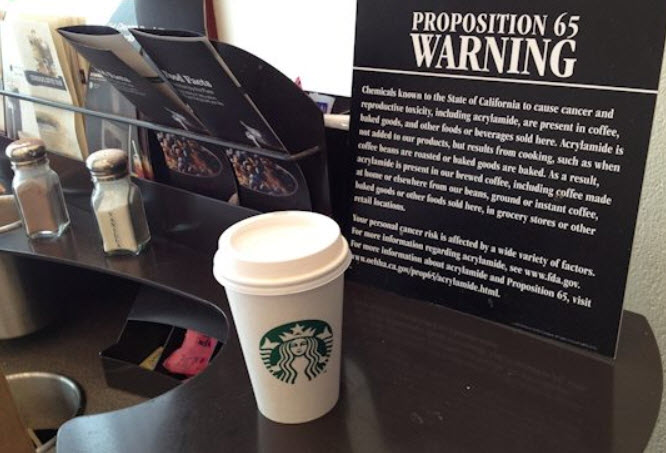 PROPOSITION 65
WARNING
Chemicals known to the State of California to cause cancer and
reproductive toxicity, including acrylamide, are present in coffee,
baked goods, and other foods or beverages sold here. Acrylamide is
not added to our products, but results from cooking, such as when
coffee beans are roasted or baked goods are baked. As a result,
acrylamide is present in our brewed coffee, including coffee made
at home or elsewhere from our beans, ground or instant coffee,
baked goods or other foods sold here, in grocery stores or other
retail locations.
Your personal cancer risk is affected by a wide variety of factors.
For more information regarding acrylamide, see www.fda.gov.
For more information about acrylamide and Proposition 65, visit
www.oehha.ca.gov/prop65/acrylamide.html.
Facts